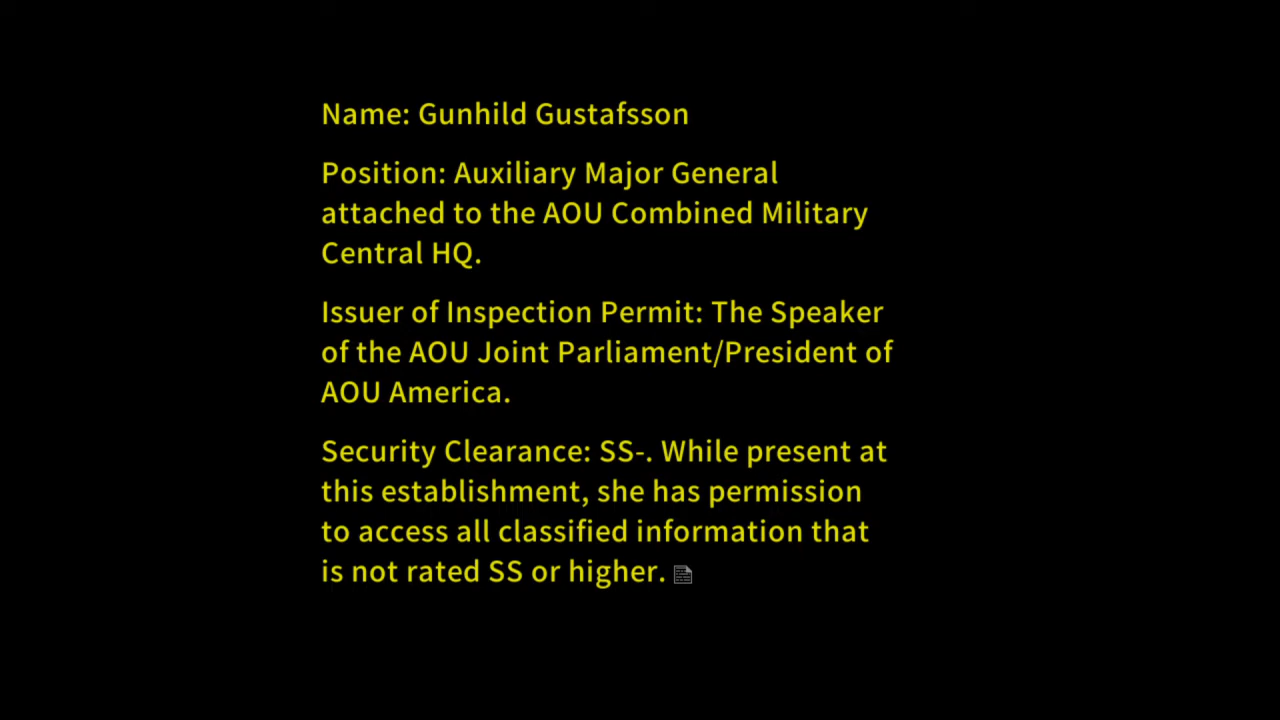 Name: Gunhild Gustafsson
Position: Auxiliary Major General
attached to the AOU Combined Military
Central HQ.
Issuer of Inspection Permit: The Speaker
of the AOU Joint Parliament/President of
AOU America.
Security Clearance: SS-. While present at
this establishment, she has permission
to access all classified information that
is not rated SS or higher.